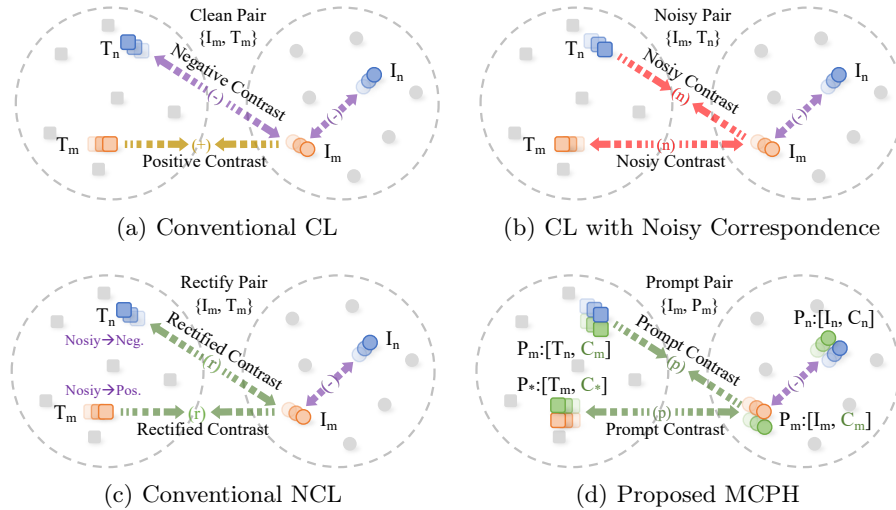 Clean Pair
{I_m, T_m}
T_n
Negative Contrast
(-)
I_n
(-)
T_m
(+)
Positive Contrast
I_m
(a) Conventional CL
Noisy Pair
{I_m, T_n}
T_n
Nosiy Contrast
(n)
I_n
(-)
T_m
(n)
Nosiy Contrast
I_m
(b) CL with Noisy Correspondence
Rectify Pair
{I_m, T_m}
T_n
Nosiy→Neg.
Rectified Contrast
(r)
I_n
(-)
Nosiy→Pos.
T_m
(r)
Rectified Contrast
I_m
(c) Conventional NCL
Prompt Pair
{I_m, P_m}
P_n:[I_n, C_n]
P_m:[T_n, C_m]
Prompt Contrast
(p)
(-)
P_*:[T_m, C_*]
(p)
Prompt Contrast
P_m:[I_m, C_m]
(d) Proposed MCPH